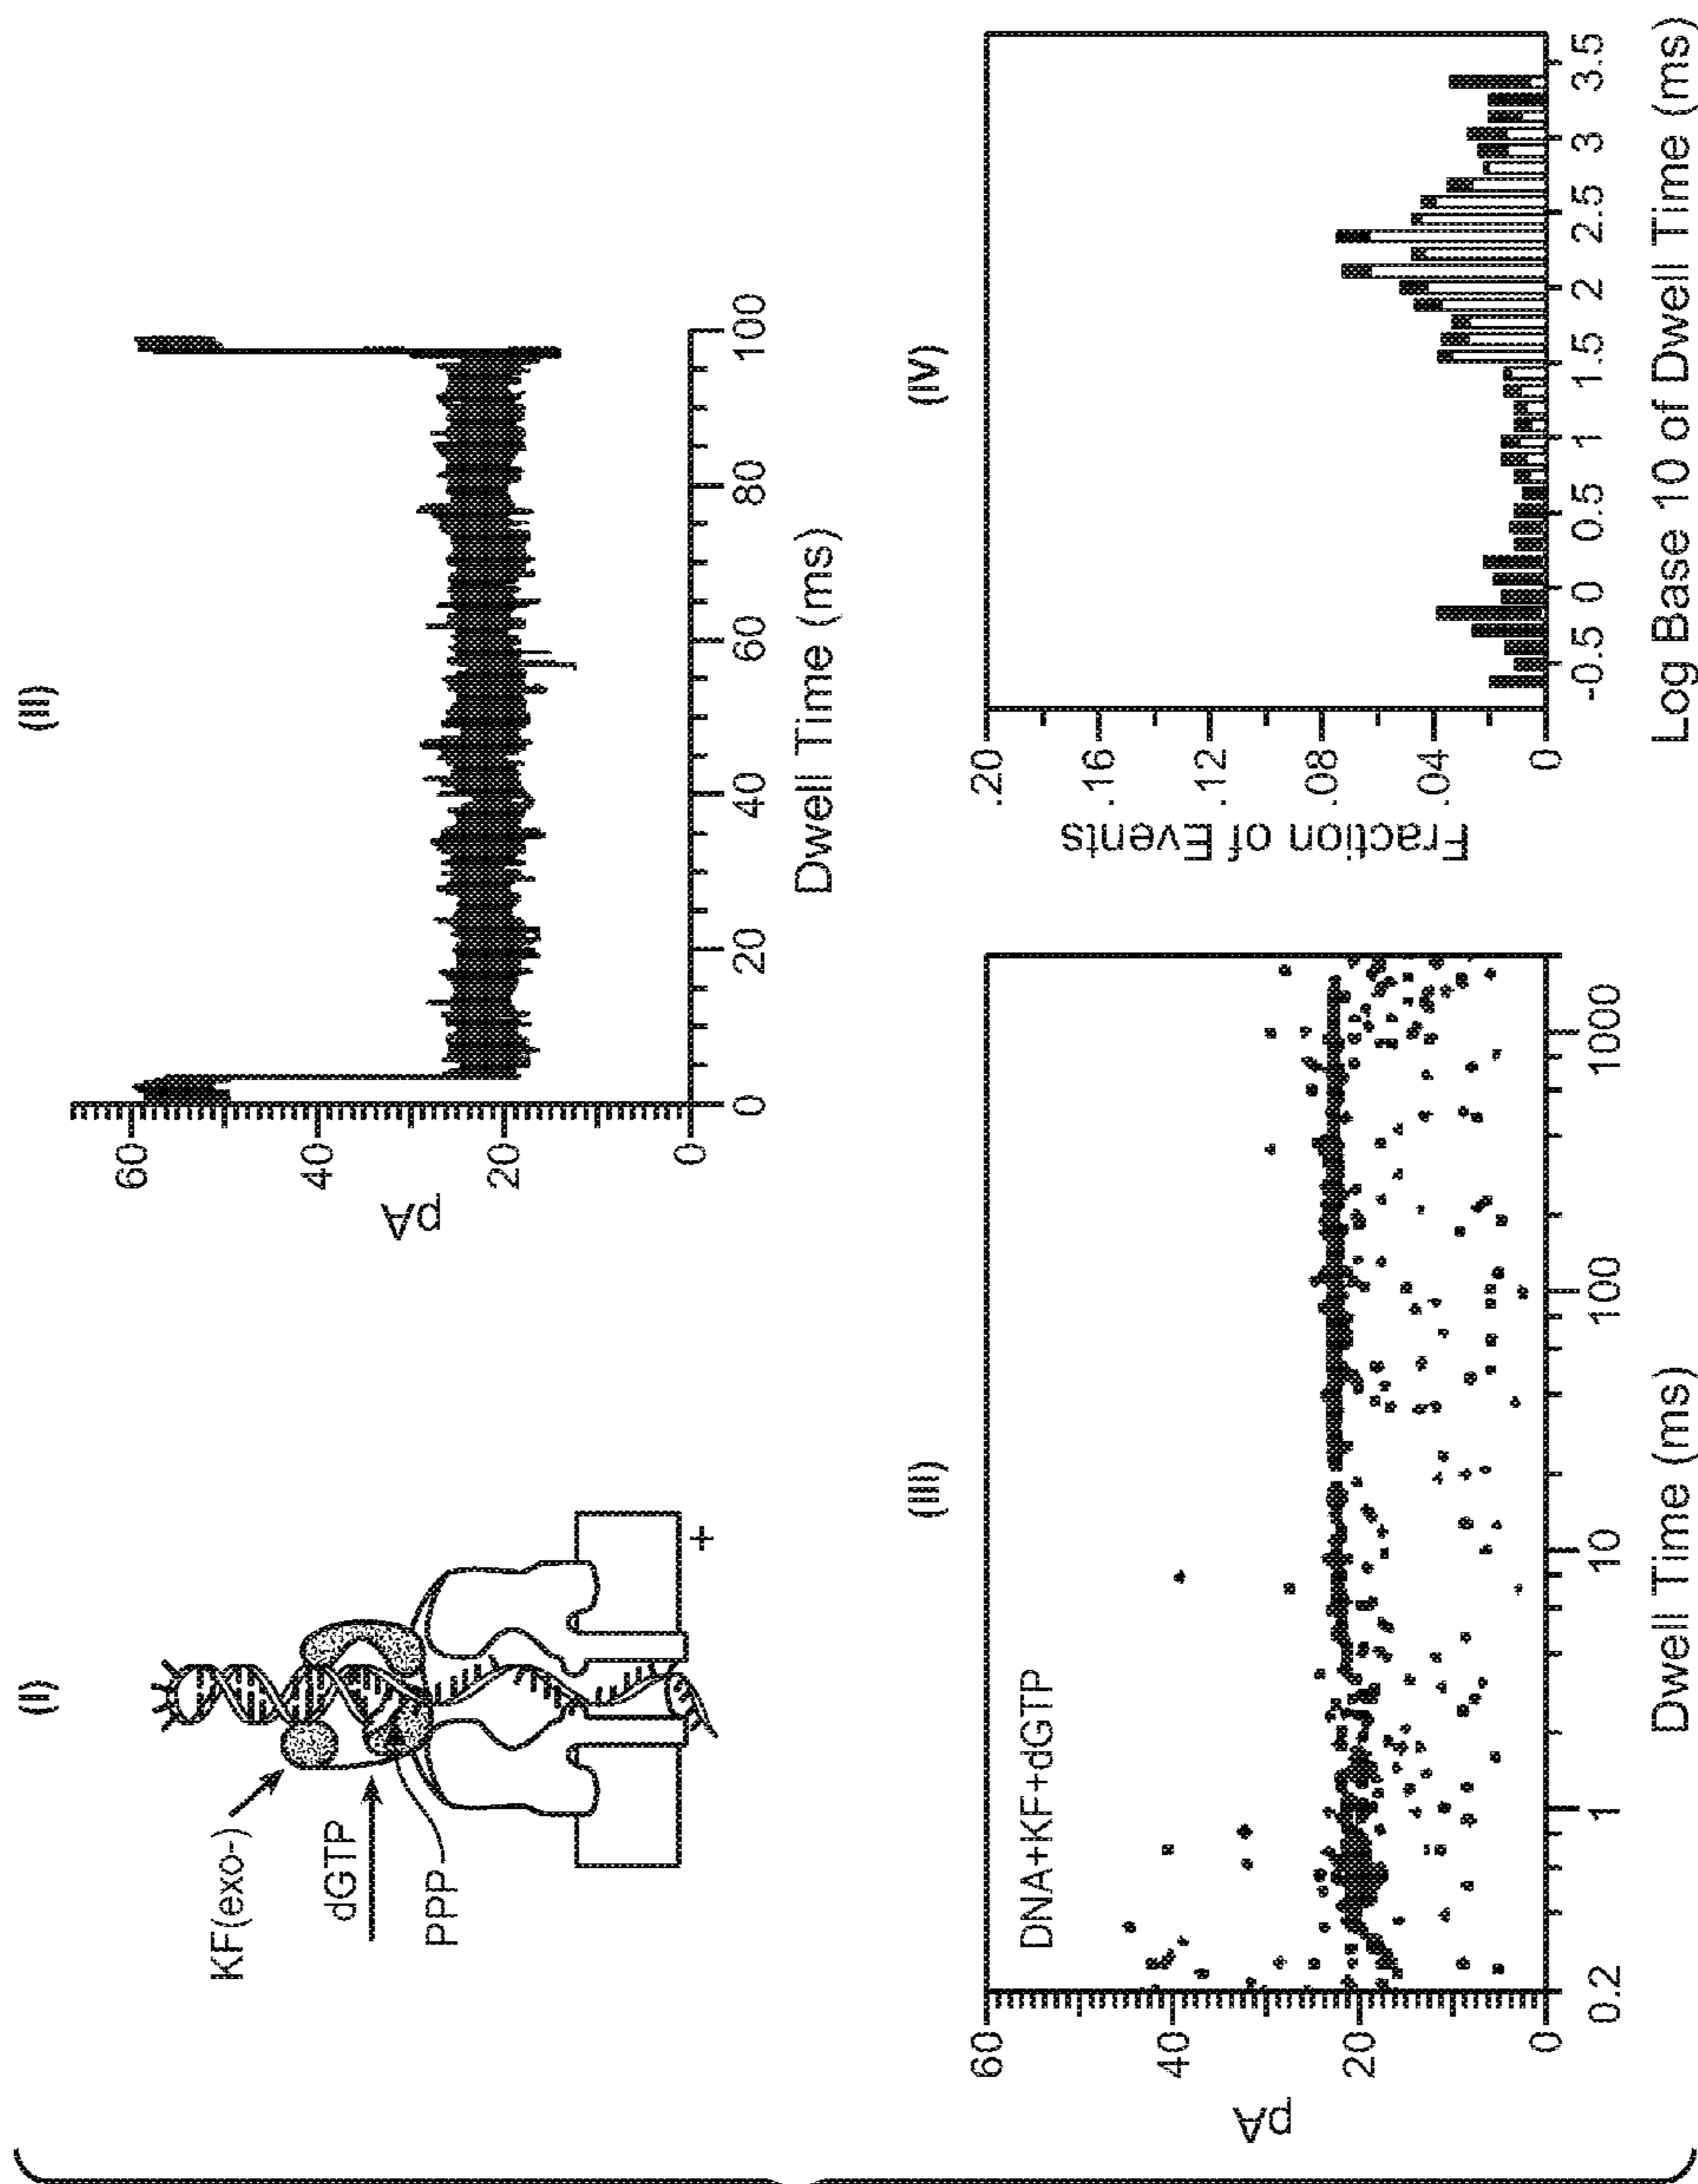 (I)
KF(exo-)
dGTP
PPP
+
(II)
60
40
20
0
pA
0 20 40 60 80 100
Dwell Time (ms)
(III)
DNA+KF+dGTP
60
40
20
0
pA
0.2 1 10 100 1000
Dwell Time (ms)
(IV)
.20
.16
.12
.08
.04
0
Fraction of Events
-0.5 0 0.5 1 1.5 2 2.5 3 3.5
Log Base 10 of Dwell Time (ms)